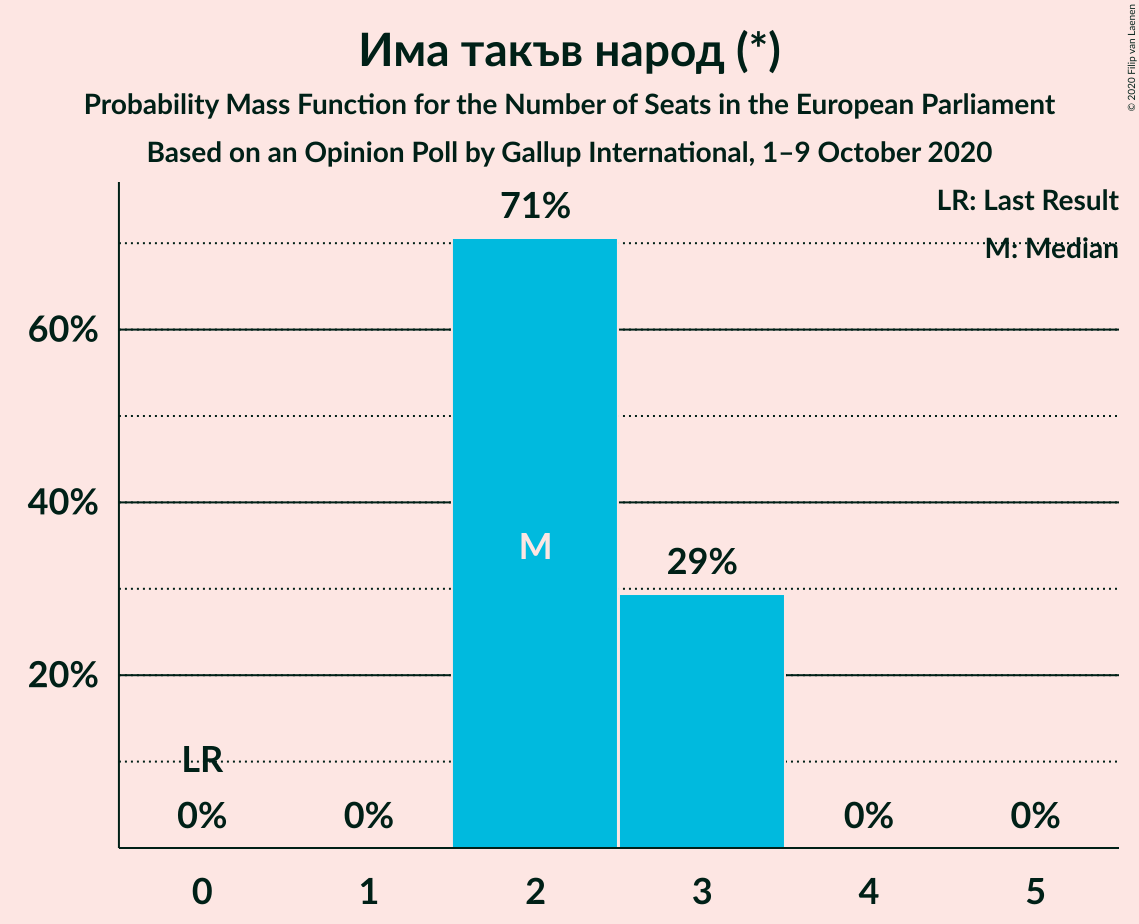 Има такъв народ (*)
Probability Mass Function for the Number of Seats in the European Parliament
Based on an Opinion Poll by Gallup International, 1–9 October 2020
© 2020 Filip van Laenen
LR: Last Result
M: Median
71%
60%
40%
M
29%
20%
LR
0%
0%
0%
0%
0
1
2
3
4
5